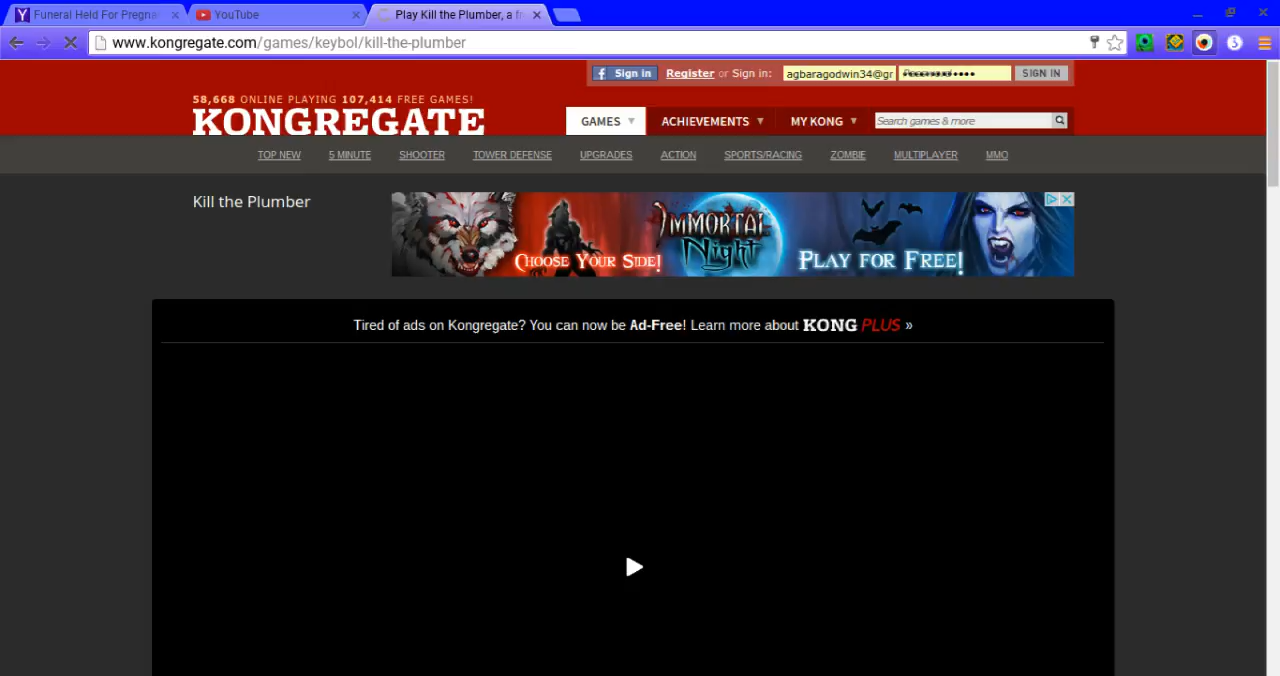 Funeral Held For Pregna
YouTube
Play Kill the Plumber, a fr
www.kongregate.com/games/keybol/kill-the-plumber
f Sign in
Register or Sign in:
agbaragodwin34@gr
SIGN IN
58,668 ONLINE PLAYING 107,414 FREE GAMES!
KONGREGATE
GAMES ▼
ACHIEVEMENTS ▼
MY KONG ▼
Search games & more
TOP NEW
5 MINUTE
SHOOTER
TOWER DEFENSE
UPGRADES
ACTION
SPORTS/RACING
ZOMBIE
MULTIPLAYER
MMO
Kill the Plumber
CHOOSE YOUR SIDE!
IMMORTAL
Night
PLAY FOR FREE!
Tired of ads on Kongregate? You can now be Ad-Free! Learn more about KONG PLUS »